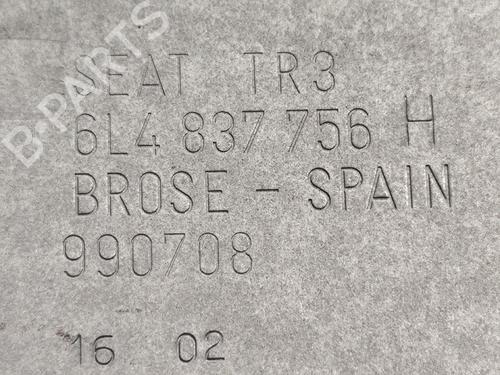 SEAT TR3
6L4 837 756 H
BROSE - SPAIN
990708
16 02
B-PARTS